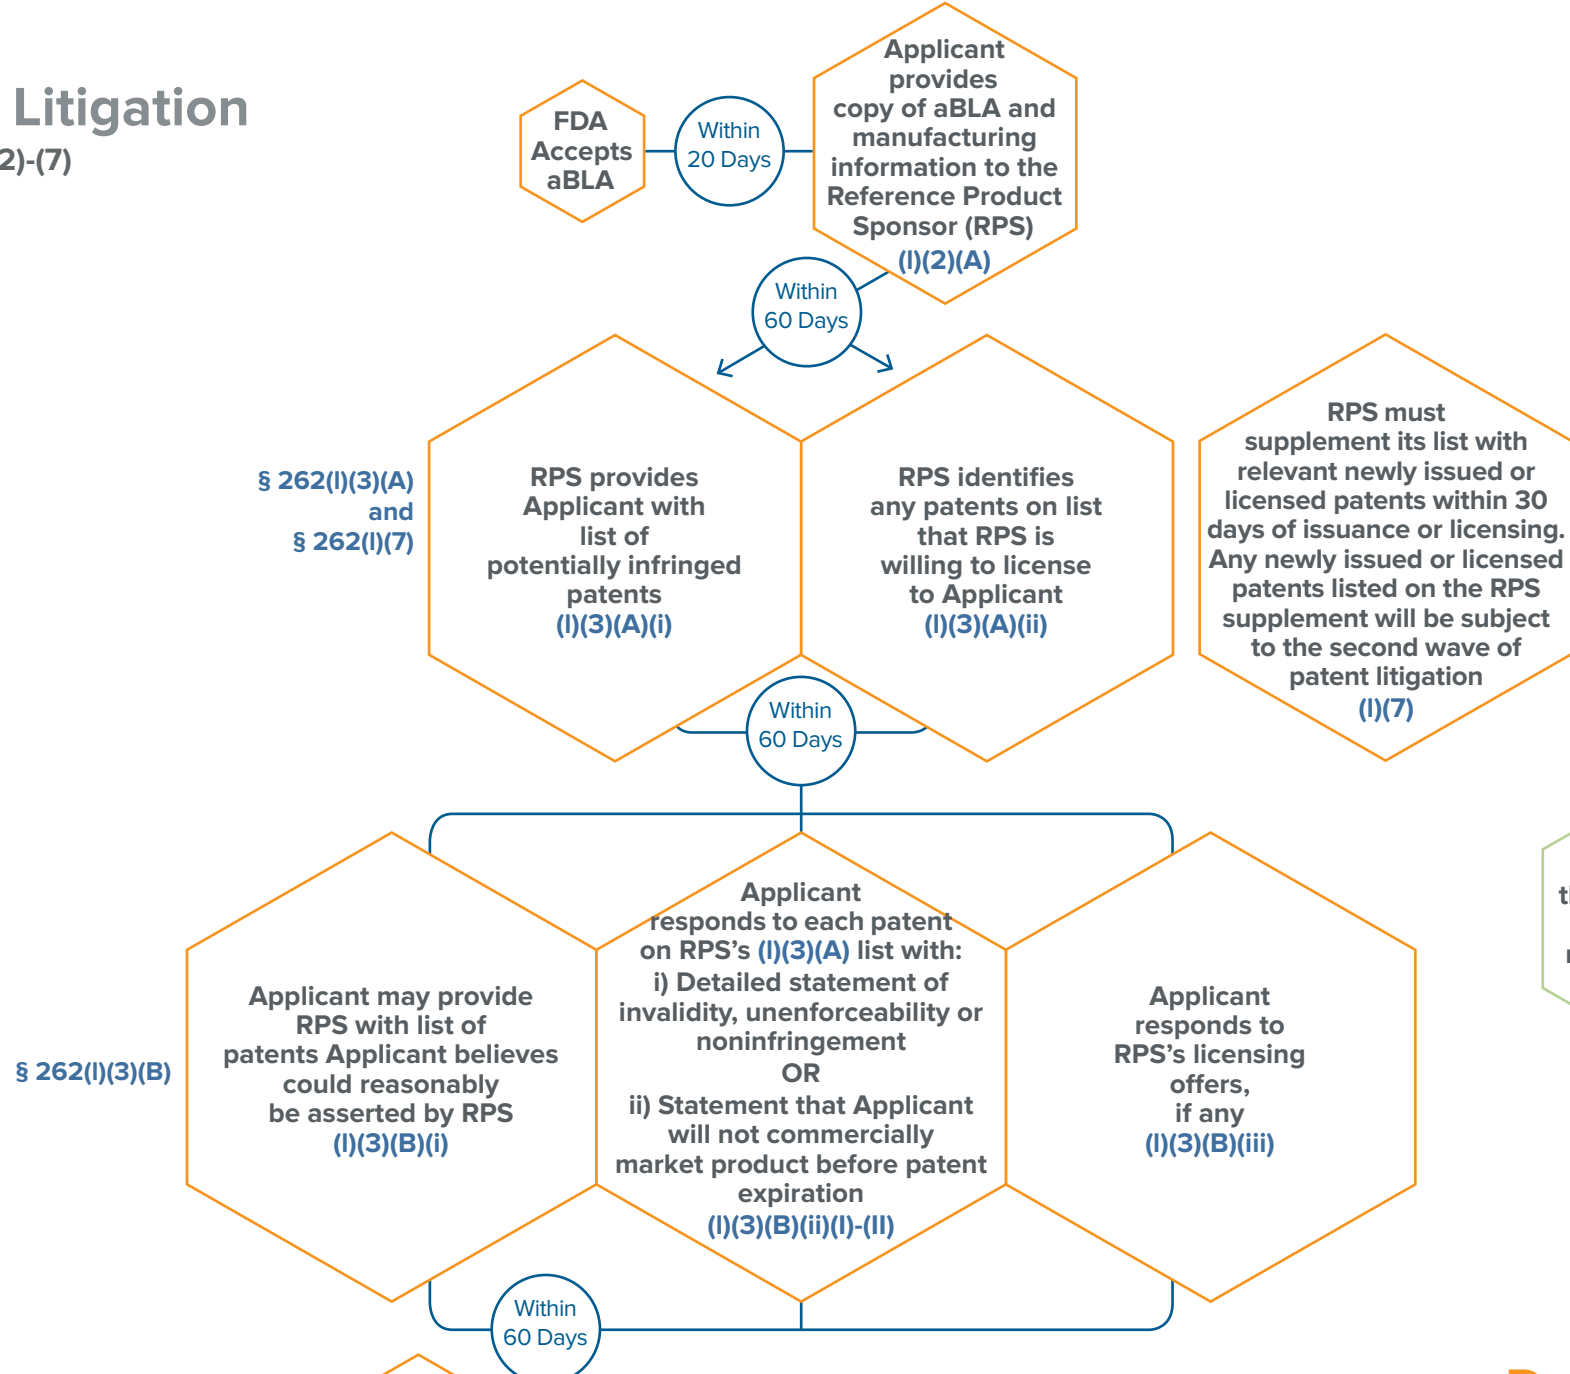 Litigation
2)-(7)
FDA
Accepts
aBLA
Within
20 Days
Applicant
provides
copy of aBLA and
manufacturing
information to the
Reference Product
Sponsor (RPS)
(l)(2)(A)
Within
60 Days
§ 262(l)(3)(A)
and
§ 262(l)(7)
RPS provides
Applicant with
list of
potentially infringed
patents
(l)(3)(A)(i)
RPS identifies
any patents on list
that RPS is
willing to license
to Applicant
(l)(3)(A)(ii)
RPS must
supplement its list with
relevant newly issued or
licensed patents within 30
days of issuance or licensing.
Any newly issued or licensed
patents listed on the RPS
supplement will be subject
to the second wave of
patent litigation
(l)(7)
Within
60 Days
§ 262(l)(3)(B)
Applicant may provide
RPS with list of
patents Applicant believes
could reasonably
be asserted by RPS
(l)(3)(B)(i)
Applicant
responds to each patent
on RPS's (l)(3)(A) list with:
i) Detailed statement of
invalidity, unenforceability or
noninfringement
OR
ii) Statement that Applicant
will not commercially
market product before patent
expiration
(l)(3)(B)(ii)(I)-(II)
Applicant
responds to
RPS's licensing
offers,
if any
(l)(3)(B)(iii)
Within
60 Days